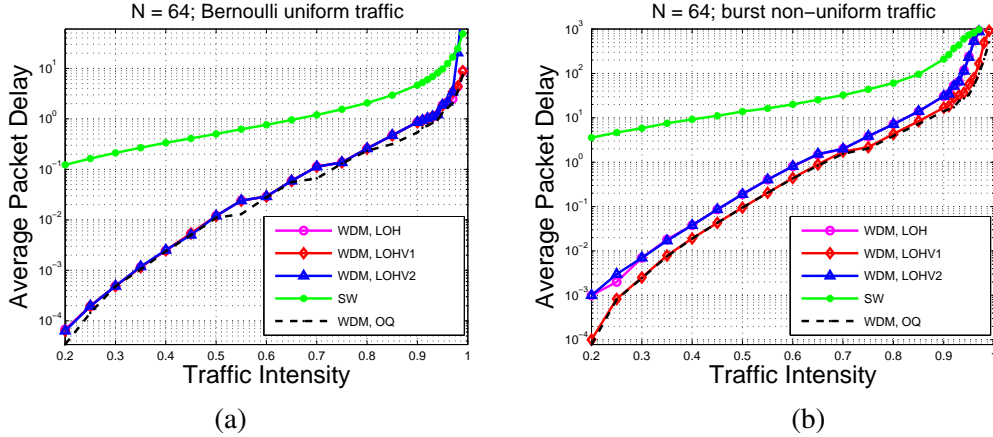 N = 64; Bernoulli uniform traffic
10^1
10^0
10^-1
10^-2
10^-3
10^-4
Average Packet Delay
WDM, LOH
WDM, LOHV1
WDM, LOHV2
SW
WDM, OQ
0.2 0.3 0.4 0.5 0.6 0.7 0.8 0.9 1
Traffic Intensity
(a)
N = 64; burst non-uniform traffic
10^3
10^2
10^1
10^0
10^-1
10^-2
10^-3
10^-4
Average Packet Delay
WDM, LOH
WDM, LOHV1
WDM, LOHV2
SW
WDM, OQ
0.2 0.3 0.4 0.5 0.6 0.7 0.8 0.9 1
Traffic Intensity
(b)